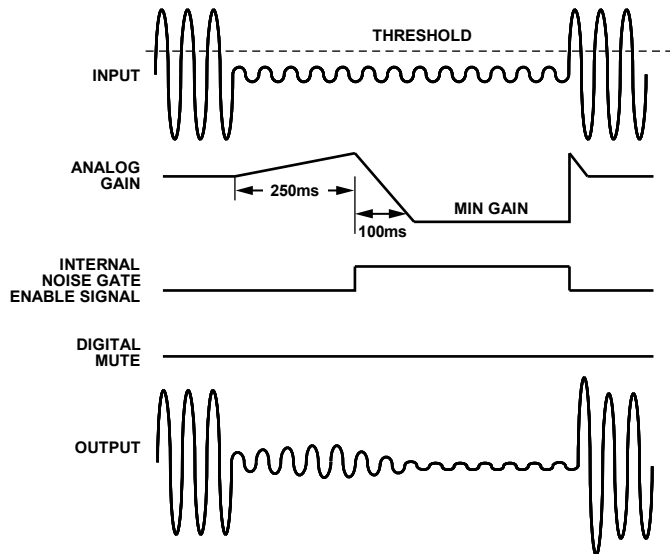 THRESHOLD
INPUT
ANALOG
GAIN
250ms
100ms
MIN GAIN
INTERNAL
NOISE GATE
ENABLE SIGNAL
DIGITAL
MUTE
OUTPUT